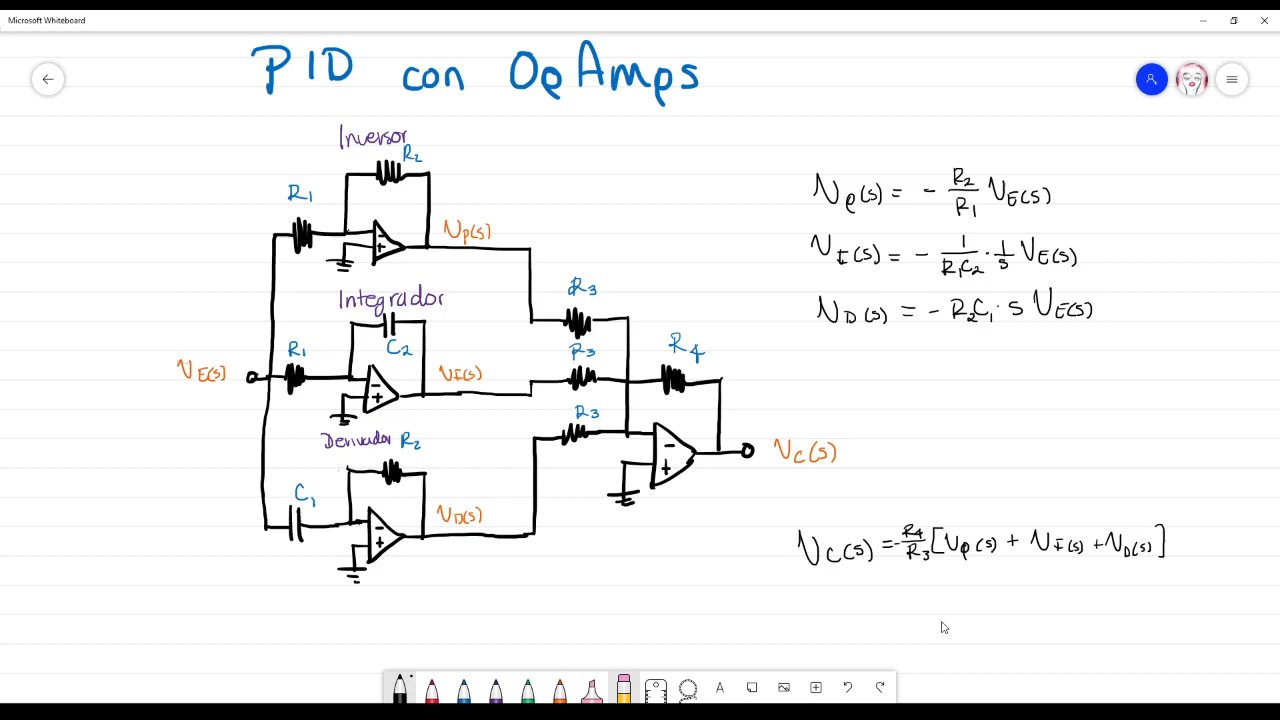 Microsoft Whiteboard
PID con OpAmps
Inversor
R2
R1
VP(s)
Integrador
C2
R1
VI(s)
VE(s)
Derivador R2
C1
VD(s)
R3
R3
R3
R4
VC(s)
VP(s) = - R2/R1 VE(s)
VI(s) = - 1/R1C2 · 1/s VE(s)
VD(s) = - R2C1 · s VE(s)
VC(s) = -R4/R3 [VP(s) + VI(s) + VD(s)]
A